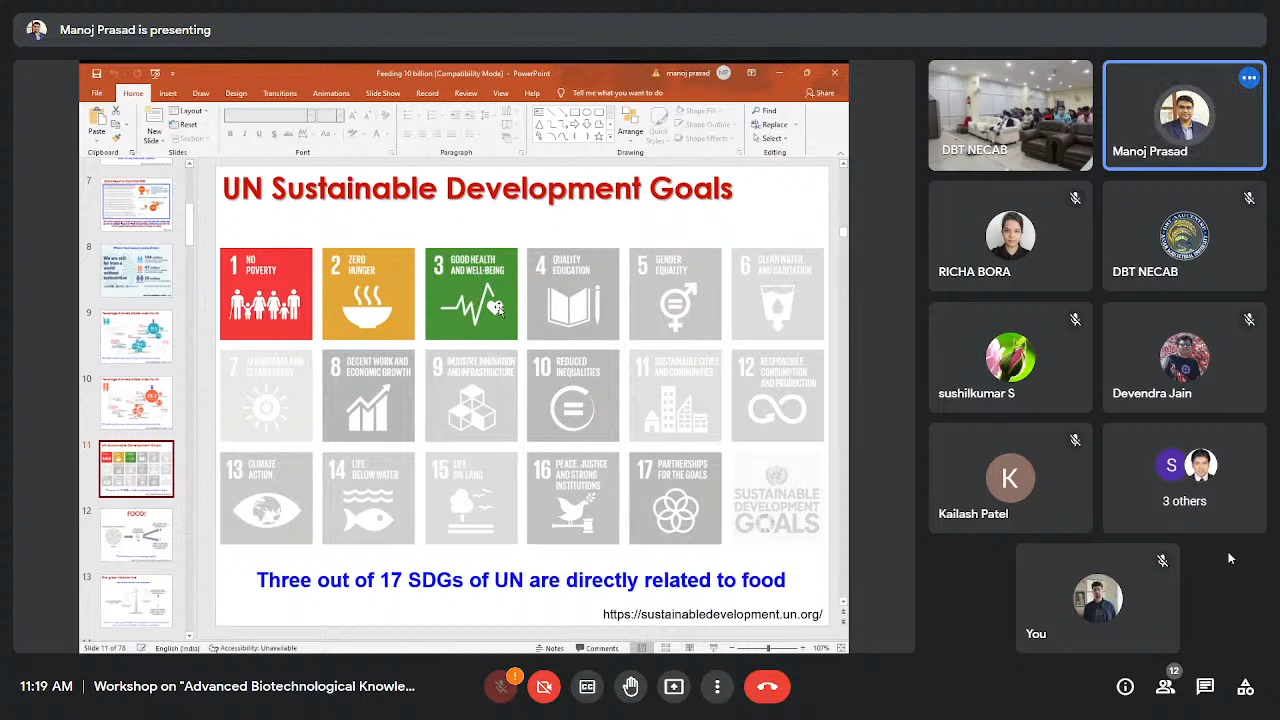 Manoj Prasad is presenting
Feeding 10 billion [Compatibility Mode] - PowerPoint
manoj prasad
MP
File Home Insert Draw Design Transitions Animations Slide Show Record Review View Help Tell me what you want to do Share
Paste
Clipboard
New
Slide
Layout
Reset
Section
Slides
Font
Paragraph
Arrange
Quick
Styles
Shape Fill
Shape Outline
Shape Effects
Drawing
Find
Replace
Select
Editing
7
8
We are still
far from a
world
without
malnutrition
9
10
11
12
FOOD!
13
UN Sustainable Development Goals
1 NO
POVERTY
2 ZERO
HUNGER
3 GOOD HEALTH
AND WELL-BEING
4 QUALITY
EDUCATION
5 GENDER
EQUALITY
6 CLEAN WATER
AND SANITATION
7 AFFORDABLE AND
CLEAN ENERGY
8 DECENT WORK AND
ECONOMIC GROWTH
9 INDUSTRY, INNOVATION
AND INFRASTRUCTURE
10 REDUCED
INEQUALITIES
11 SUSTAINABLE CITIES
AND COMMUNITIES
12 RESPONSIBLE
CONSUMPTION
AND PRODUCTION
13 CLIMATE
ACTION
14 LIFE
BELOW WATER
15 LIFE
ON LAND
16 PEACE, JUSTICE
AND STRONG
INSTITUTIONS
17 PARTNERSHIPS
FOR THE GOALS
SUSTAINABLE
DEVELOPMENT
GOALS
Three out of 17 SDGs of UN are directly related to food
https://sustainabledevelopment.un.org/
Slide 11 of 78 English (India) Accessibility: Unavailable Notes Comments 107%
DBT NECAB
Manoj Prasad
RICHA BDRA
DBT NECAB
sushilkumar S
Devendra Jain
K
Kailash Patel
S
3 others
You
11:19 AM Workshop on "Advanced Biotechnological Knowle...
12